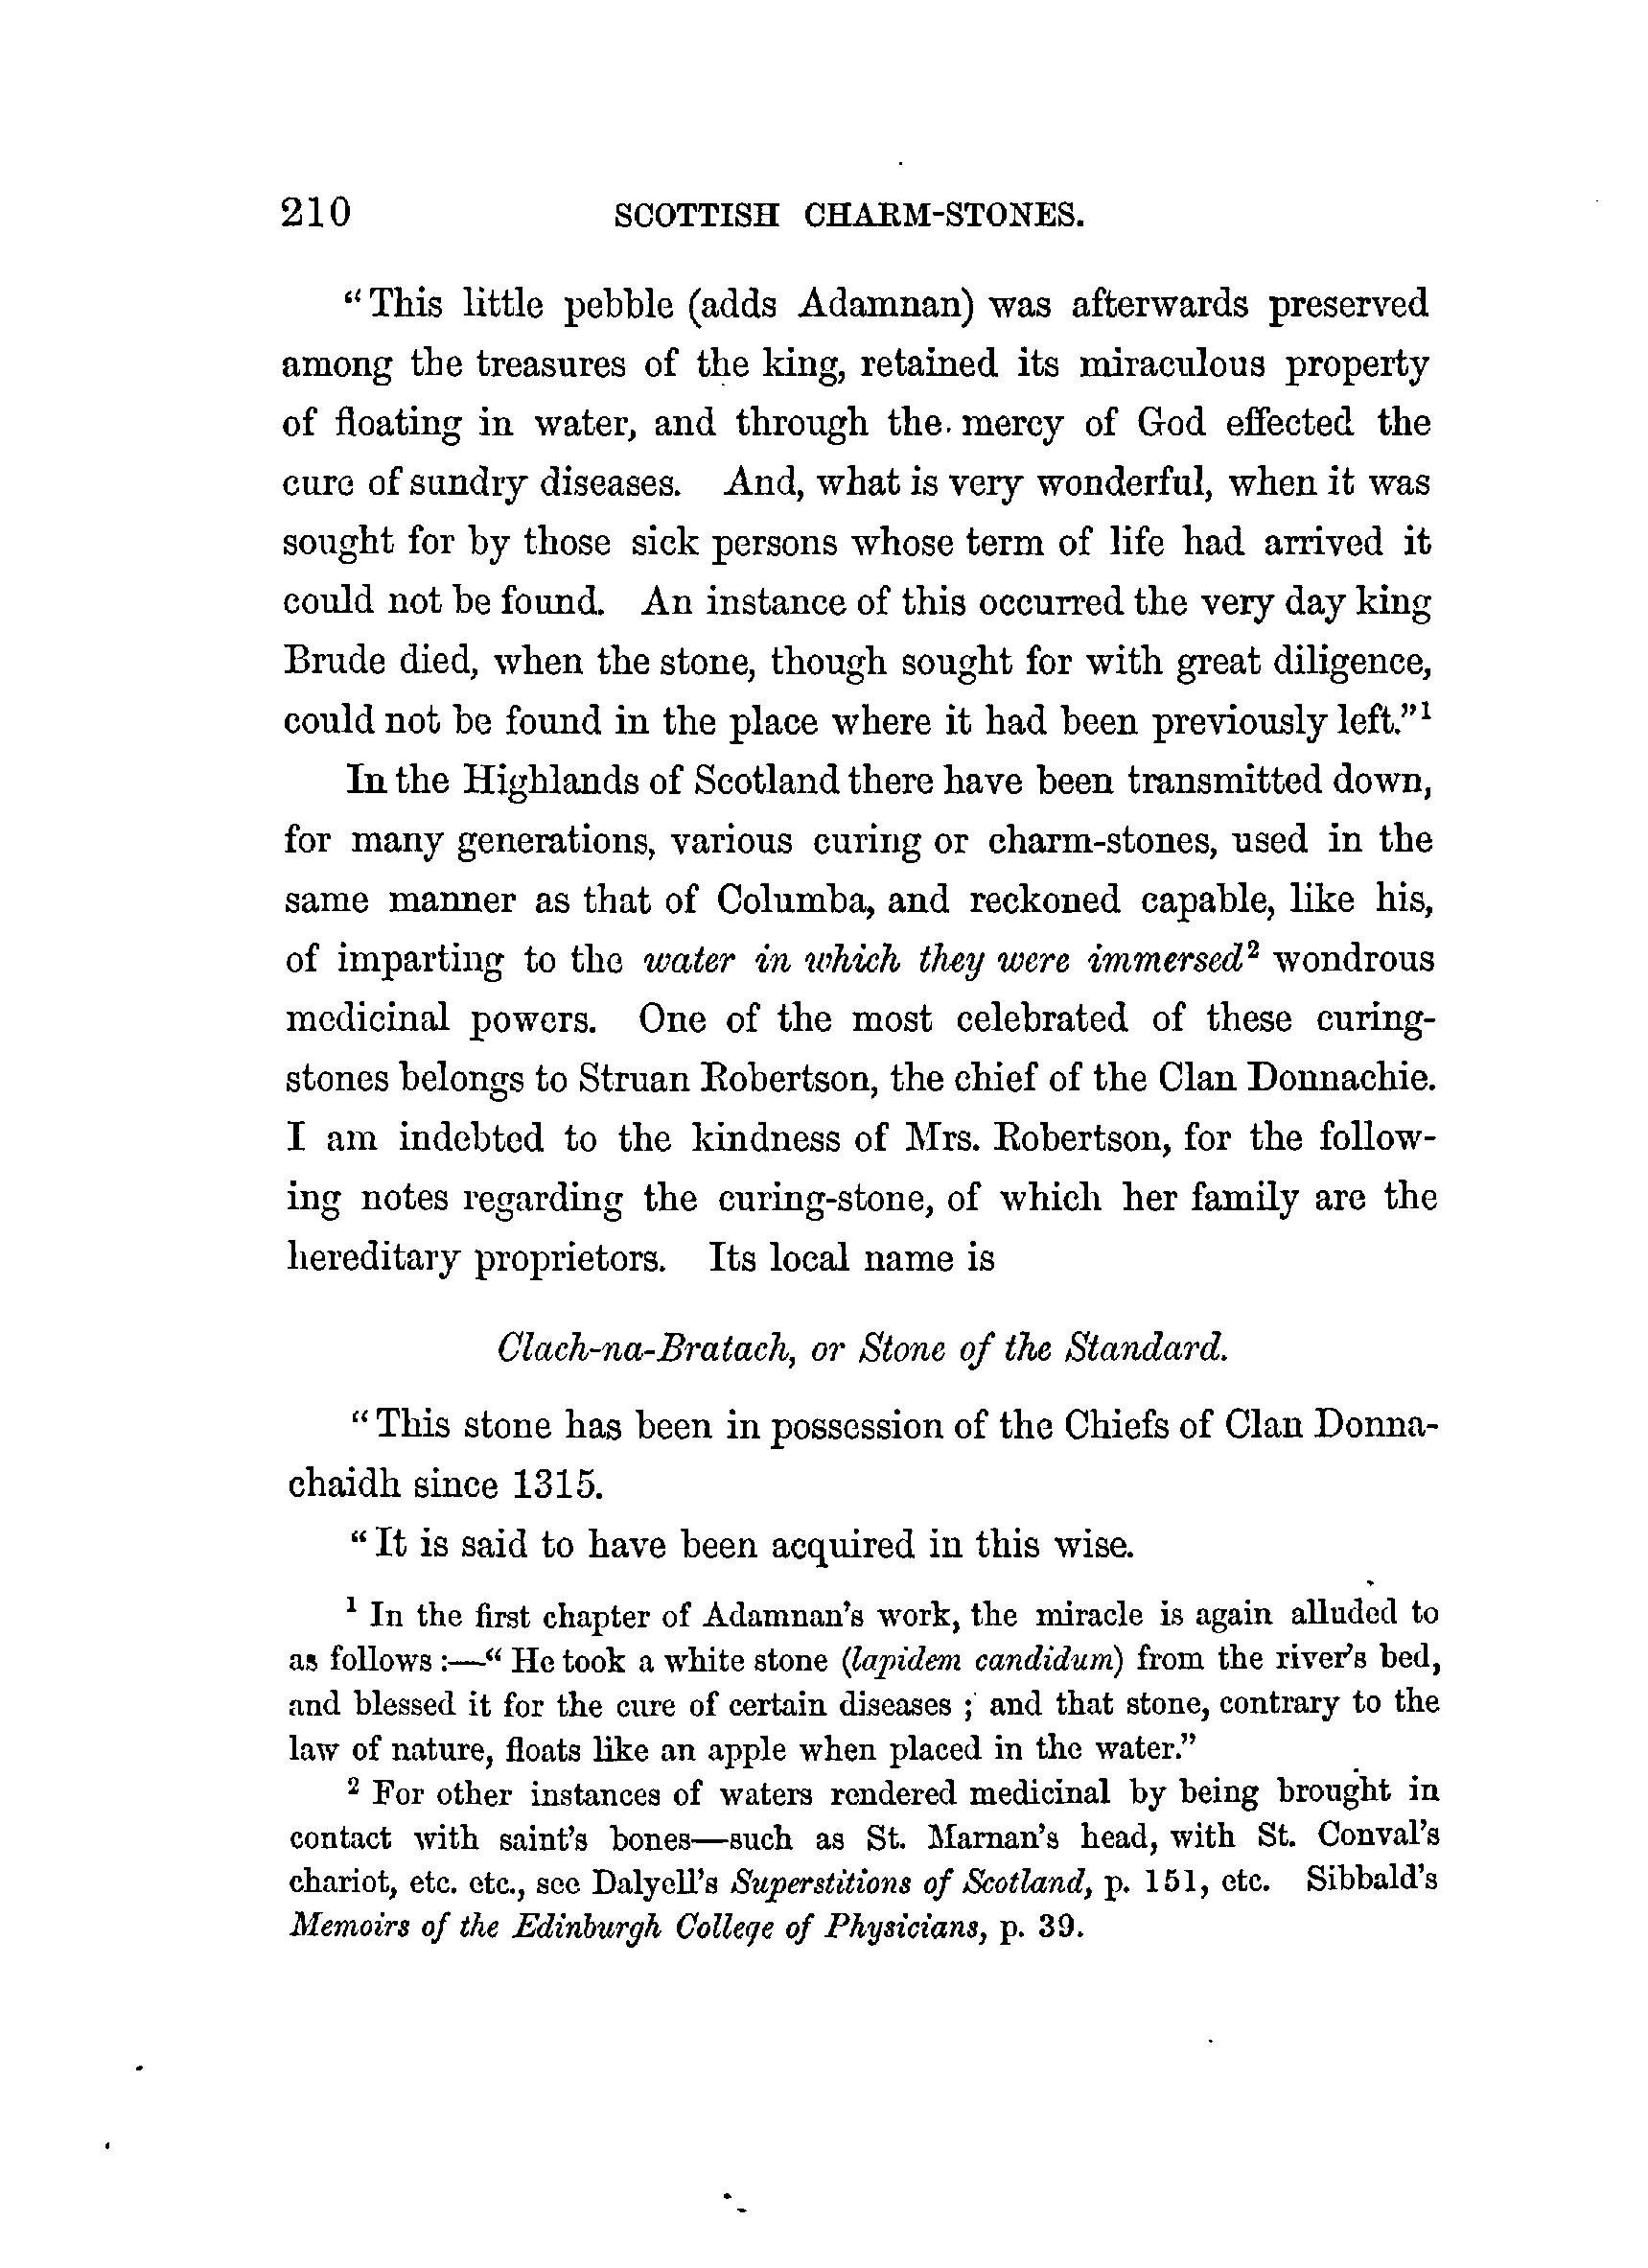 210 SCOTTISH CHARM-STONES.
“This little pebble (adds Adamnan) was afterwards preserved
among the treasures of the king, retained its miraculous property
of floating in water, and through the mercy of God effected the
cure of sundry diseases. And, what is very wonderful, when it was
sought for by those sick persons whose term of life had arrived it
could not be found. An instance of this occurred the very day king
Brude died, when the stone, though sought for with great diligence,
could not be found in the place where it had been previously left.”¹
In the Highlands of Scotland there have been transmitted down,
for many generations, various curing or charm-stones, used in the
same manner as that of Columba, and reckoned capable, like his,
of imparting to the water in which they were immersed² wondrous
medicinal powers. One of the most celebrated of these curing-
stones belongs to Struan Robertson, the chief of the Clan Donnachie.
I am indebted to the kindness of Mrs. Robertson, for the follow-
ing notes regarding the curing-stone, of which her family are the
hereditary proprietors. Its local name is
Clach-na-Bratach, or Stone of the Standard.
“This stone has been in possession of the Chiefs of Clan Donna-
chaidh since 1315.
“It is said to have been acquired in this wise.
¹ In the first chapter of Adamnan’s work, the miracle is again alluded to
as follows :—“ He took a white stone (lapidem candidum) from the river’s bed,
and blessed it for the cure of certain diseases ; and that stone, contrary to the
law of nature, floats like an apple when placed in the water.”
² For other instances of waters rendered medicinal by being brought in
contact with saint’s bones—such as St. Marnan’s head, with St. Conval’s
chariot, etc. etc., see Dalyell’s Superstitions of Scotland, p. 151, etc. Sibbald’s
Memoirs of the Edinburgh College of Physicians, p. 39.